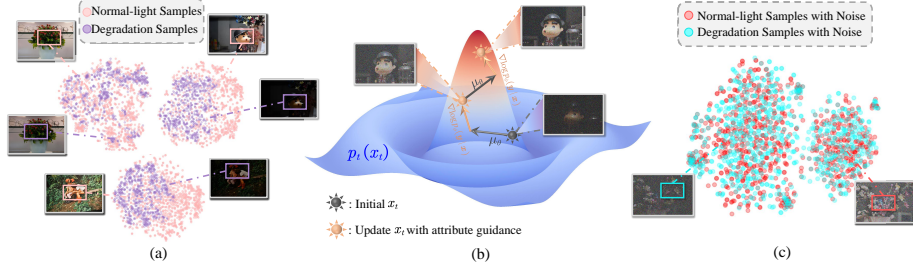 Normal-light Samples
Degradation Samples
(a)
μθ
μθ
pt(xt)
: Initial xt
: Update xt with attribute guidance
(b)
Normal-light Samples with Noise
Degradation Samples with Noise
(c)